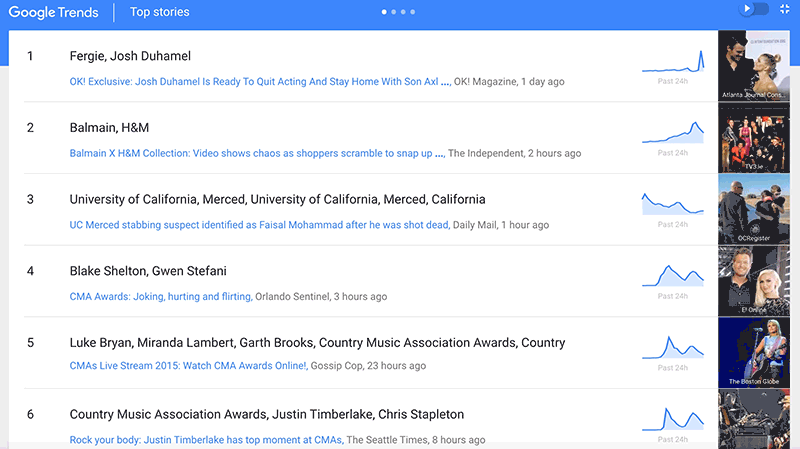 Google Trends Top stories
1 Fergie, Josh Duhamel
OK! Exclusive: Josh Duhamel Is Ready To Quit Acting And Stay Home With Son Axl ..., OK! Magazine, 1 day ago
Past 24h
Atlanta Journal Cons...
2 Balmain, H&M
Balmain X H&M Collection: Video shows chaos as shoppers scramble to snap up ..., The Independent, 2 hours ago
Past 24h
TV3.ie
3 University of California, Merced, University of California, Merced, California
UC Merced stabbing suspect identified as Faisal Mohammad after he was shot dead, Daily Mail, 1 hour ago
Past 24h
OCRegister
4 Blake Shelton, Gwen Stefani
CMA Awards: Joking, hurting and flirting, Orlando Sentinel, 3 hours ago
Past 24h
E! Online
5 Luke Bryan, Miranda Lambert, Garth Brooks, Country Music Association Awards, Country
CMAs Live Stream 2015: Watch CMA Awards Online!, Gossip Cop, 23 hours ago
Past 24h
The Boston Globe
6 Country Music Association Awards, Justin Timberlake, Chris Stapleton
Rock your body: Justin Timberlake has top moment at CMAs, The Seattle Times, 8 hours ago
Past 24h